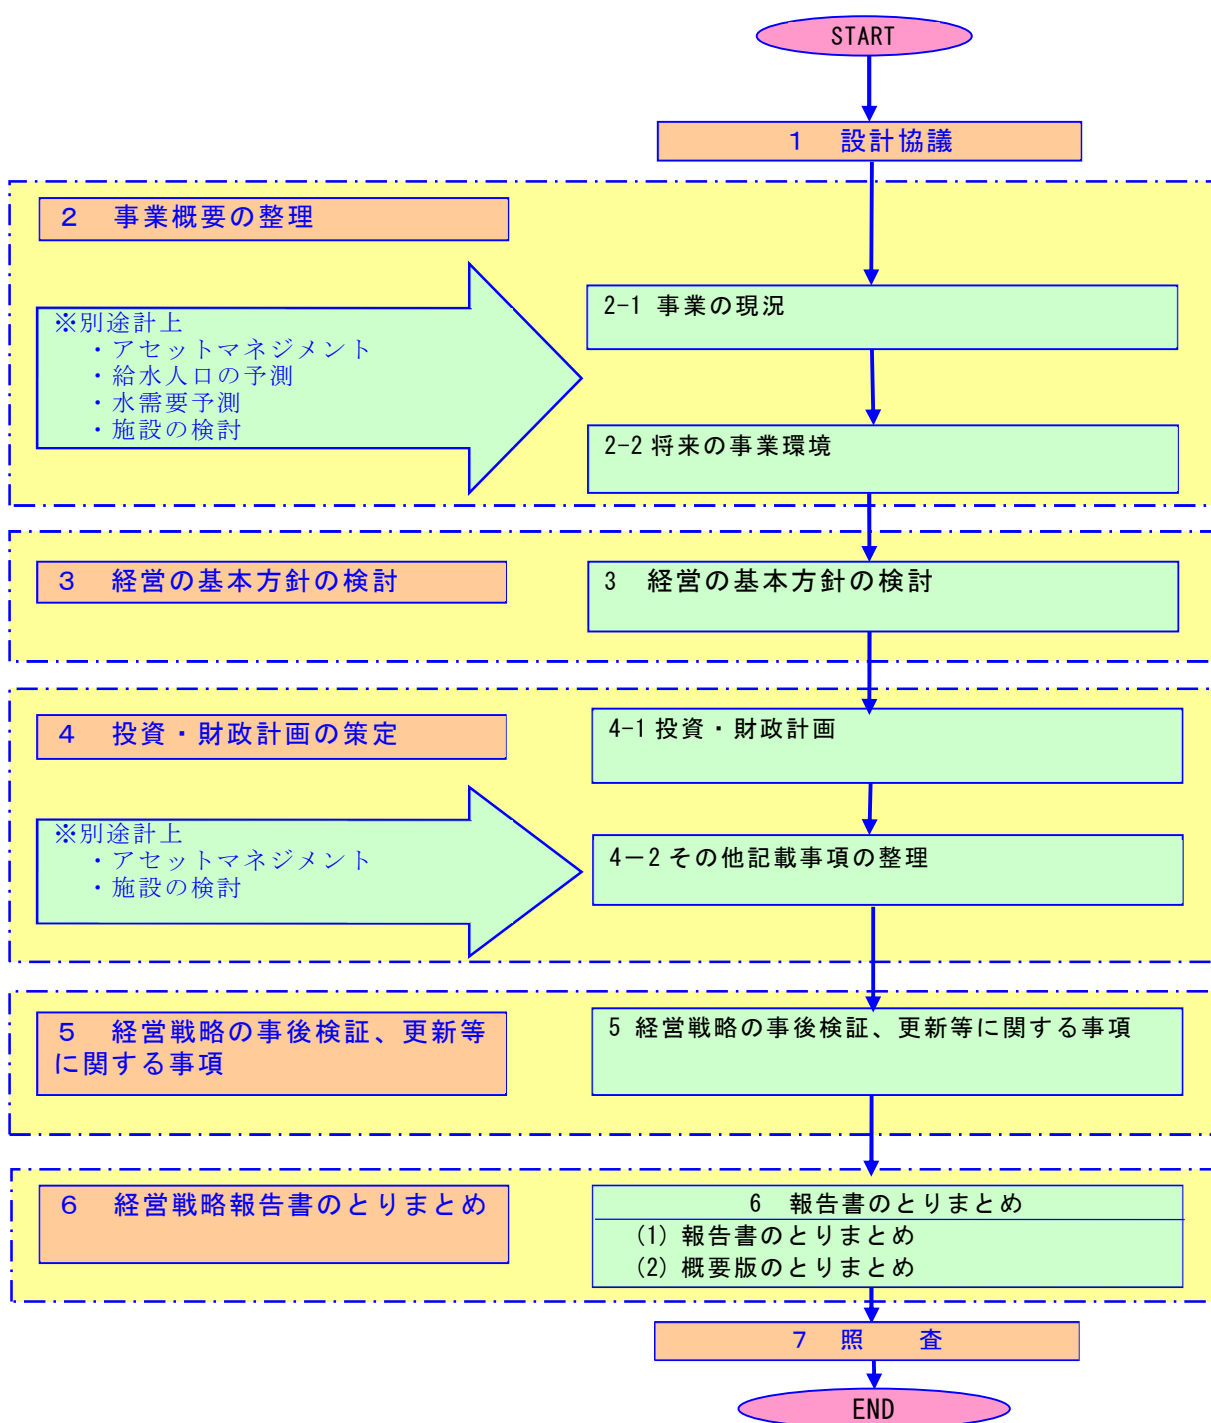 START
1　設計協議
2　事業概要の整理
※別途計上
・アセットマネジメント
・給水人口の予測
・水需要予測
・施設の検討
2-1 事業の現況
2-2 将来の事業環境
3　経営の基本方針の検討
3　経営の基本方針の検討
4　投資・財政計画の策定
4-1 投資・財政計画
※別途計上
・アセットマネジメント
・施設の検討
4－2 その他記載事項の整理
5　経営戦略の事後検証、更新等
に関する事項
5 経営戦略の事後検証、更新等に関する事項
6　経営戦略報告書のとりまとめ
6　報告書のとりまとめ
(1) 報告書のとりまとめ
(2) 概要版のとりまとめ
7　照　　査
END